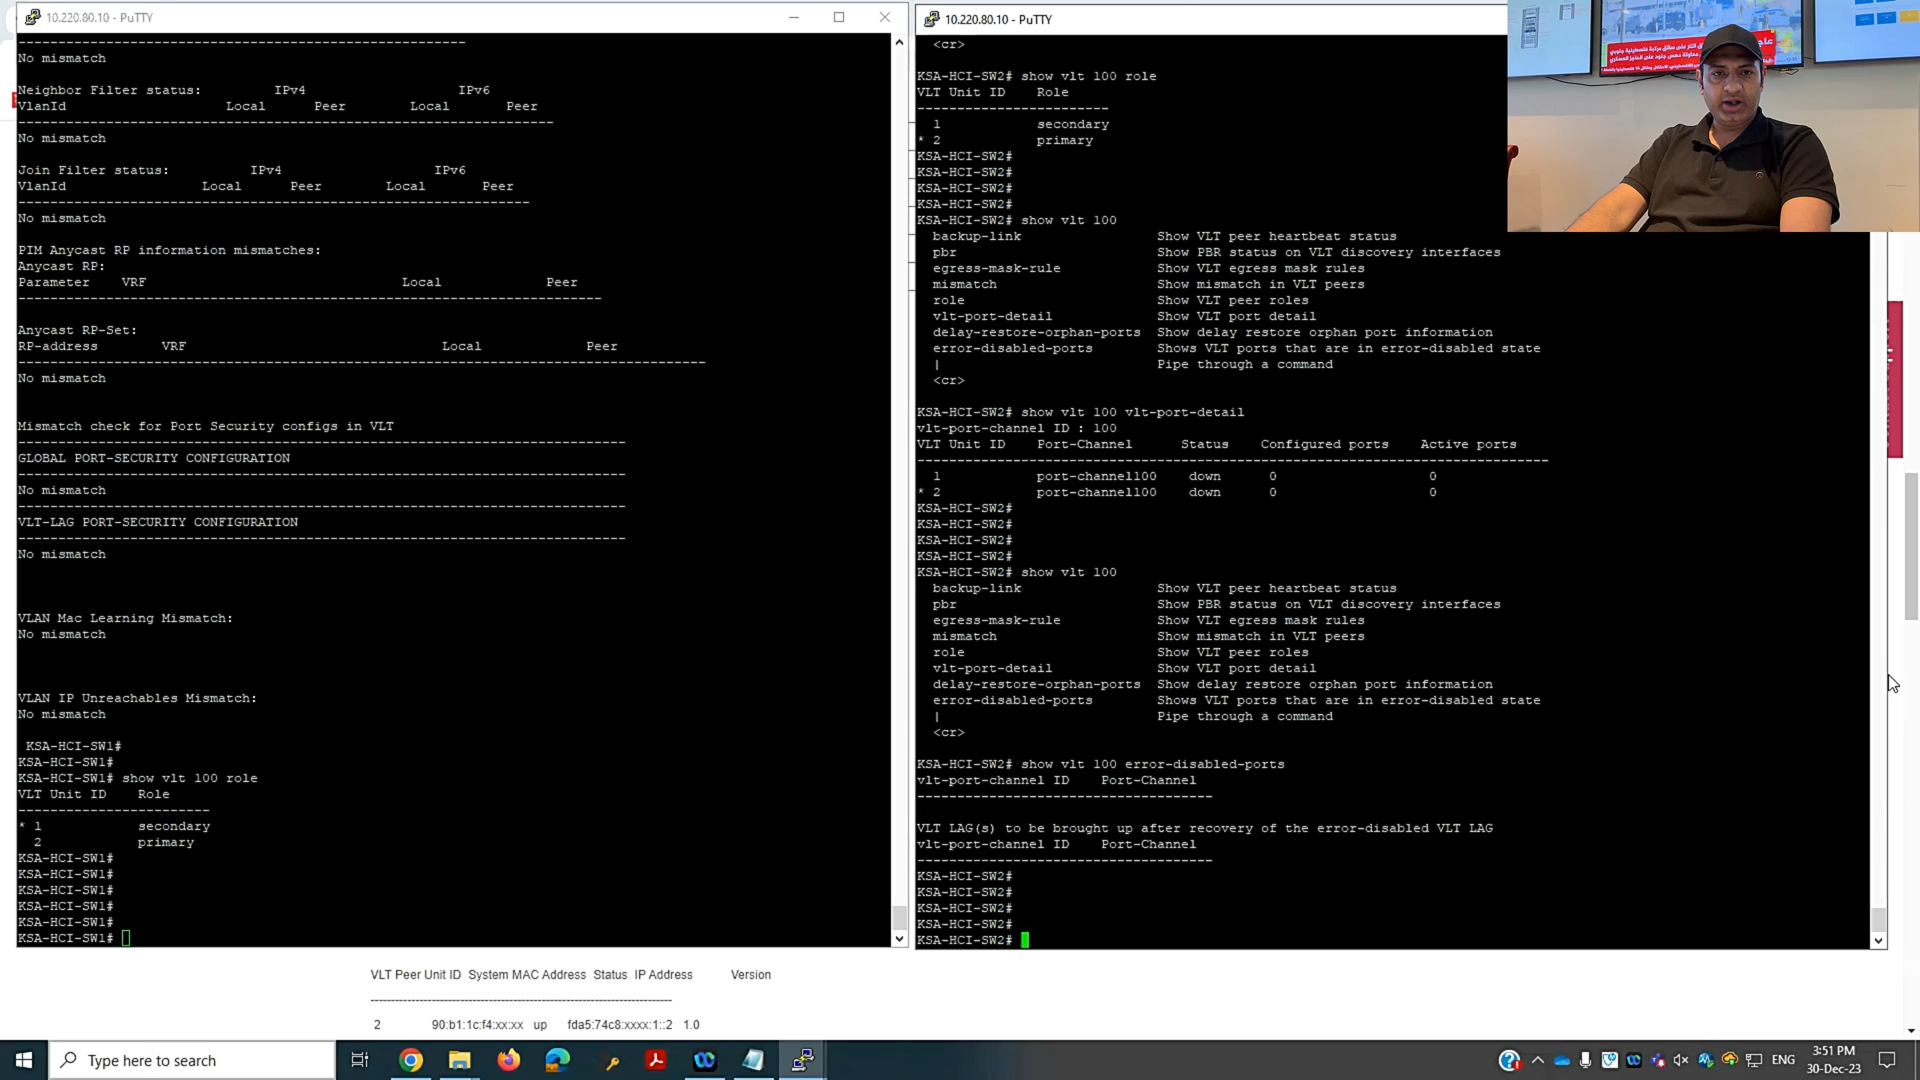 10.220.80.10 - PuTTY
----------------------------------------------------------
No mismatch
Neighbor Filter status: IPv4 IPv6
VlanId Local Peer Local Peer
-------------------------------------------------------------------
No mismatch
Join Filter status: IPv4 IPv6
VlanId Local Peer Local Peer
----------------------------------------------------------------
No mismatch
PIM Anycast RP information mismatches:
Anycast RP:
Parameter VRF Local Peer
-------------------------------------------------------------------------
Anycast RP-Set:
RP-address VRF Local Peer
--------------------------------------------------------------------------------------
No mismatch
Mismatch check for Port Security configs in VLT
----------------------------------------------------------------------------
GLOBAL PORT-SECURITY CONFIGURATION
----------------------------------------------------------------------------
No mismatch
----------------------------------------------------------------------------
VLT-LAG PORT-SECURITY CONFIGURATION
----------------------------------------------------------------------------
No mismatch
VLAN Mac Learning Mismatch:
No mismatch
VLAN IP Unreachables Mismatch:
No mismatch
KSA-HCI-SW1#
KSA-HCI-SW1#
KSA-HCI-SW1# show vlt 100 role
VLT Unit ID Role
------------------------
* 1 secondary
2 primary
KSA-HCI-SW1#
KSA-HCI-SW1#
KSA-HCI-SW1#
KSA-HCI-SW1#
KSA-HCI-SW1#
KSA-HCI-SW1#
10.220.80.10 - PuTTY
<cr>
KSA-HCI-SW2# show vlt 100 role
VLT Unit ID Role
------------------------
1 secondary
* 2 primary
KSA-HCI-SW2#
KSA-HCI-SW2#
KSA-HCI-SW2#
KSA-HCI-SW2#
KSA-HCI-SW2# show vlt 100
backup-link Show VLT peer heartbeat status
pbr Show PBR status on VLT discovery interfaces
egress-mask-rule Show VLT egress mask rules
mismatch Show mismatch in VLT peers
role Show VLT peer roles
vlt-port-detail Show VLT port detail
delay-restore-orphan-ports Show delay restore orphan port information
error-disabled-ports Shows VLT ports that are in error-disabled state
| Pipe through a command
<cr>
KSA-HCI-SW2# show vlt 100 vlt-port-detail
vlt-port-channel ID : 100
VLT Unit ID Port-Channel Status Configured ports Active ports
-------------------------------------------------------------------------------
1 port-channel100 down 0 0
* 2 port-channel100 down 0 0
KSA-HCI-SW2#
KSA-HCI-SW2#
KSA-HCI-SW2#
KSA-HCI-SW2#
KSA-HCI-SW2# show vlt 100
backup-link Show VLT peer heartbeat status
pbr Show PBR status on VLT discovery interfaces
egress-mask-rule Show VLT egress mask rules
mismatch Show mismatch in VLT peers
role Show VLT peer roles
vlt-port-detail Show VLT port detail
delay-restore-orphan-ports Show delay restore orphan port information
error-disabled-ports Shows VLT ports that are in error-disabled state
| Pipe through a command
<cr>
KSA-HCI-SW2# show vlt 100 error-disabled-ports
vlt-port-channel ID Port-Channel
-------------------------------------
VLT LAG(s) to be brought up after recovery of the error-disabled VLT LAG
vlt-port-channel ID Port-Channel
-------------------------------------
KSA-HCI-SW2#
KSA-HCI-SW2#
KSA-HCI-SW2#
KSA-HCI-SW2#
KSA-HCI-SW2#
VLT Peer Unit ID System MAC Address Status IP Address Version
---------------------------------------------------------------------------
2 90:b1:1c:f4:xx:xx up fda5:74c8:xxxx:1::2 1.0
Type here to search
ENG
3:51 PM
30-Dec-23